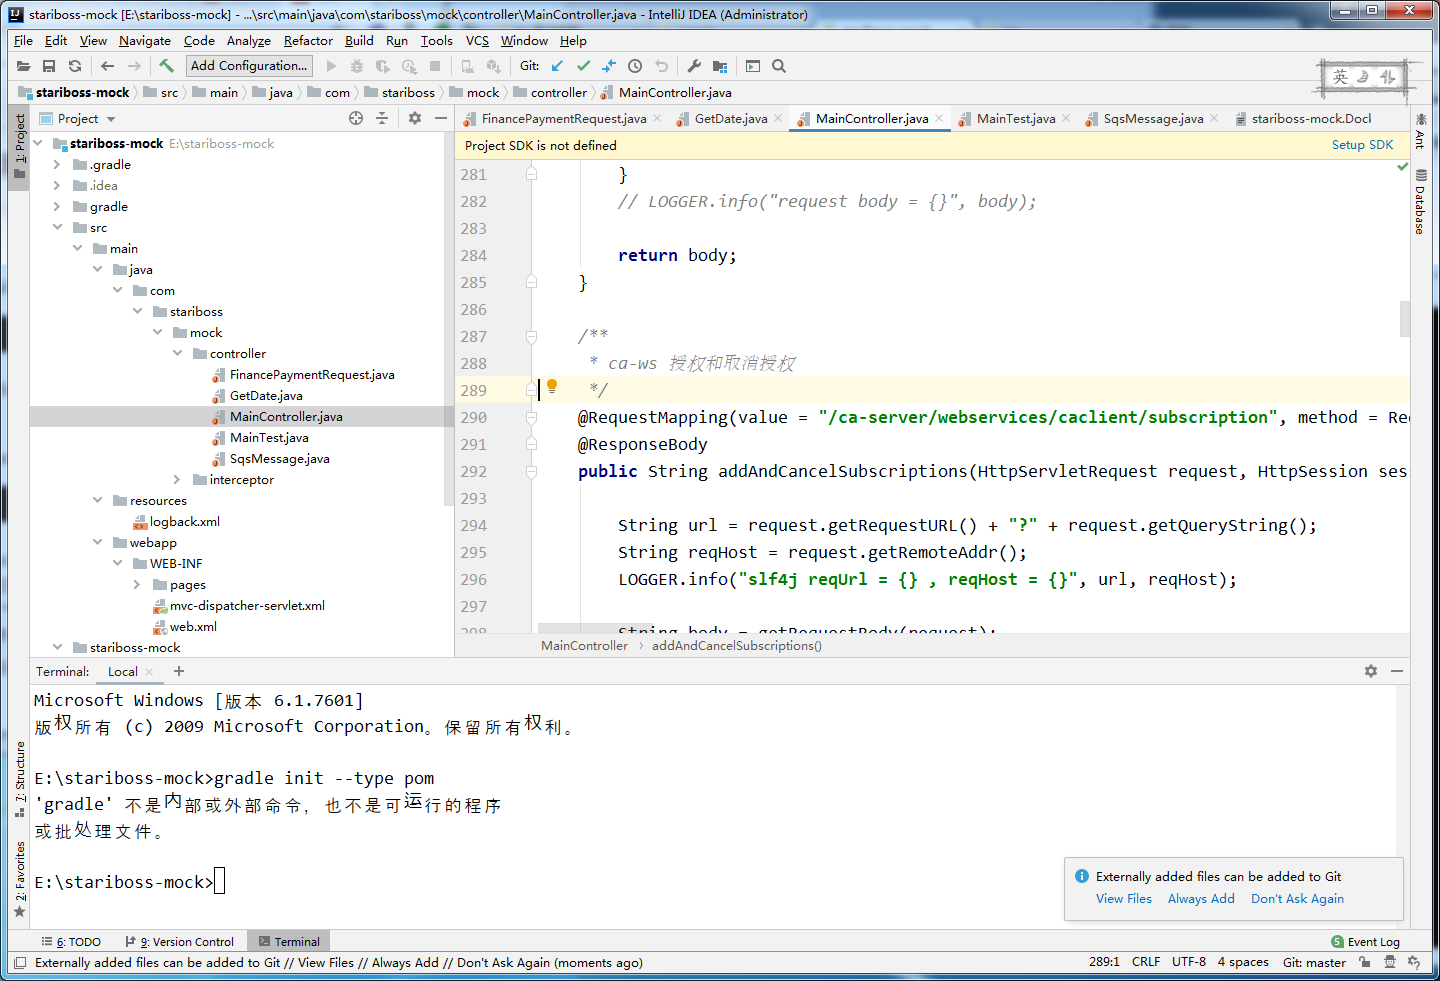 stariboss-mock [E:\stariboss-mock] - ...\src\main\java\com\stariboss\mock\controller\MainController.java - IntelliJ IDEA (Administrator)
File Edit View Navigate Code Analyze Refactor Build Run Tools VCS Window Help
Add Configuration... Git:
英
stariboss-mock src main java com stariboss mock controller MainController.java
Project
FinancePaymentRequest.java GetDate.java MainController.java MainTest.java SqsMessage.java stariboss-mock.Docl
1: Project
Ant
Database
Project SDK is not defined Setup SDK
stariboss-mock E:\stariboss-mock
.gradle
.idea
gradle
src
main
java
com
stariboss
mock
controller
FinancePaymentRequest.java
GetDate.java
MainController.java
MainTest.java
SqsMessage.java
interceptor
resources
logback.xml
webapp
WEB-INF
pages
mvc-dispatcher-servlet.xml
web.xml
stariboss-mock
281 }
282 // LOGGER.info("request body = {}", body);
283
284 return body;
285 }
286
287 /**
288 * ca-ws 授权和取消授权
289 */
290 @RequestMapping(value = "/ca-server/webservices/caclient/subscription", method = Rec
291 @ResponseBody
292 public String addAndCancelSubscriptions(HttpServletRequest request, HttpSession ses
293
294 String url = request.getRequestURL() + "?" + request.getQueryString();
295 String reqHost = request.getRemoteAddr();
296 LOGGER.info("slf4j reqUrl = {} , reqHost = {}", url, reqHost);
297
298 String body = getRequestBody(request);
MainController addAndCancelSubscriptions()
Terminal: Local
Microsoft Windows [版本 6.1.7601]
版权所有 (c) 2009 Microsoft Corporation。保留所有权利。
E:\stariboss-mock>gradle init --type pom
'gradle' 不是内部或外部命令，也不是可运行的程序
或批处理文件。
E:\stariboss-mock>
7: Structure
2: Favorites
Externally added files can be added to Git
View Files Always Add Don't Ask Again
6: TODO 9: Version Control Terminal 5 Event Log
Externally added files can be added to Git // View Files // Always Add // Don't Ask Again (moments ago) 289:1 CRLF UTF-8 4 spaces Git: master